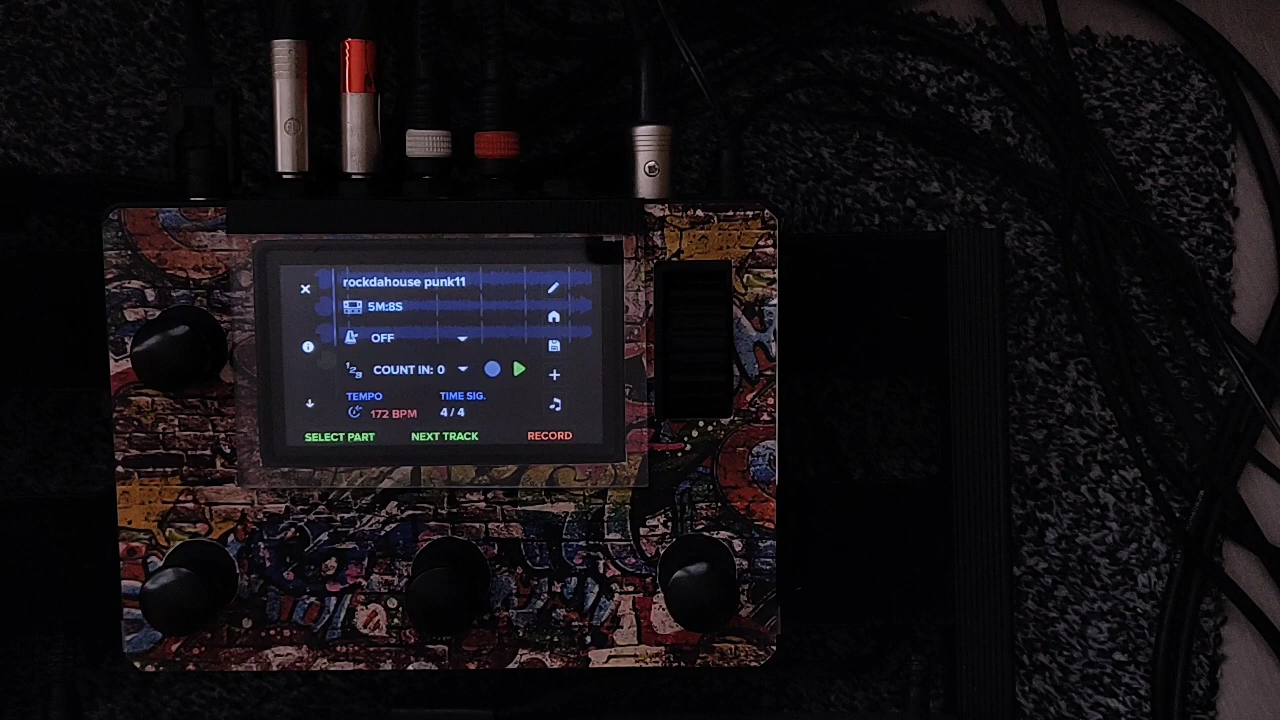 rockdahouse punk11
5M:8S
OFF
COUNT IN: 0
TEMPO TIME SIG.
172 BPM 4 / 4
SELECT PART NEXT TRACK RECORD